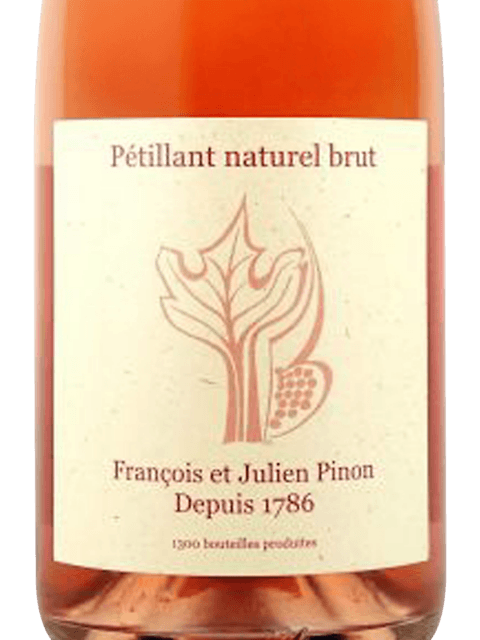 Pétillant naturel brut
François et Julien Pinon
Depuis 1786
1300 bouteilles produites